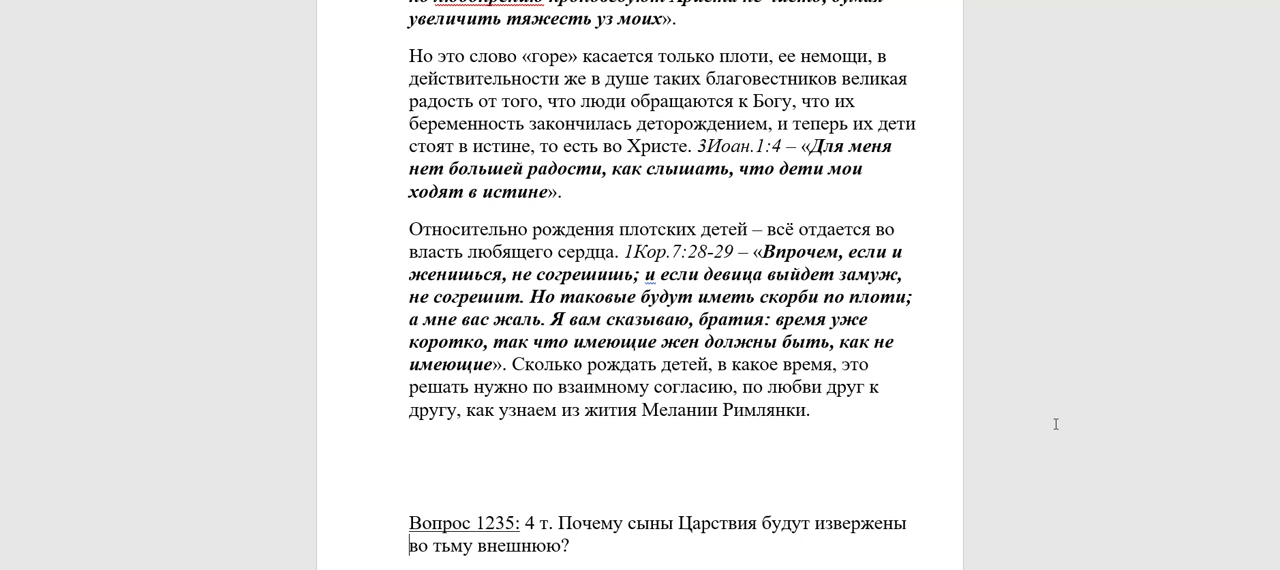 по любопрению проповедуют Христа не чисто, думая
увеличить тяжесть уз моих».
Но это слово «горе» касается только плоти, ее немощи, в
действительности же в душе таких благовестников великая
радость от того, что люди обращаются к Богу, что их
беременность закончилась деторождением, и теперь их дети
стоят в истине, то есть во Христе. 3Иоан.1:4 – «Для меня
нет большей радости, как слышать, что дети мои
ходят в истине».
Относительно рождения плотских детей – всё отдается во
власть любящего сердца. 1Кор.7:28-29 – «Впрочем, если и
женишься, не согрешишь; и если девица выйдет замуж,
не согрешит. Но таковые будут иметь скорби по плоти;
а мне вас жаль. Я вам сказываю, братия: время уже
коротко, так что имеющие жен должны быть, как не
имеющие». Сколько рождать детей, в какое время, это
решать нужно по взаимному согласию, по любви друг к
другу, как узнаем из жития Мелании Римлянки.
Вопрос 1235: 4 т. Почему сыны Царствия будут извержены
во тьму внешнюю?